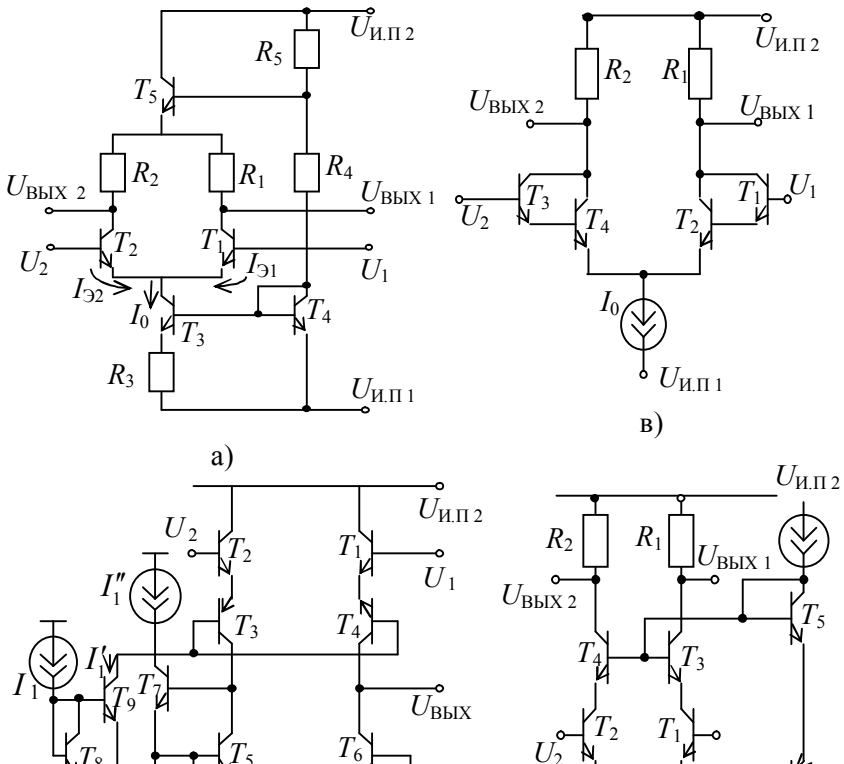 U И.П 2
R5
T5
R2
R1
R4
U ВЫХ 2
U ВЫХ 1
U2
T2
T1
U1
IЭ2
IЭ1
I0
T3
T4
R3
U И.П 1
а)
U И.П 2
R2
R1
U ВЫХ 2
U ВЫХ 1
U2
T3
T4
T2
T1
U1
I0
U И.П 1
в)
U И.П 2
U2
T2
T1
U1
I1″
T3
T4
I1′
I1
T9
T7
U ВЫХ
T8
T5
T6
U И.П 2
R2
R1
U ВЫХ 1
U ВЫХ 2
T5
T4
T3
T2
T1
U2